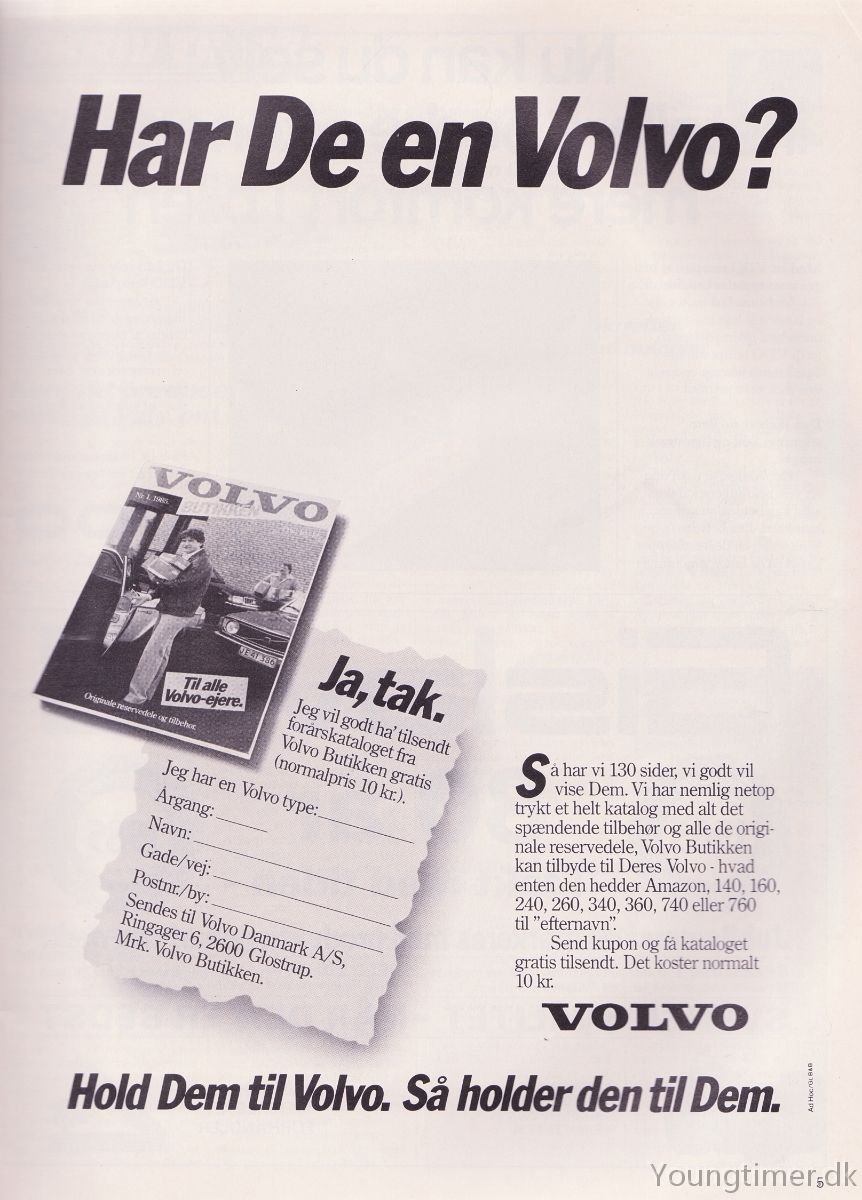 Har De en Volvo?
VOLVO
BUTIKKEN
Nr. 1. 1985.
JE 41 386
Til alle
Volvo-ejere.
Originale reservedele og tilbehør
Ja, tak.
Jeg vil godt ha' tilsendt
forårskataloget fra
Volvo Butikken gratis
(normalpris 10 kr.).
Jeg har en Volvo type:
Årgang:
Navn:
Gade/vej:
Postnr./by:
Sendes til Volvo Danmark A/S,
Ringager 6, 2600 Glostrup.
Mrk. Volvo Butikken.
Så har vi 130 sider, vi godt vil
vise Dem. Vi har nemlig netop
trykt et helt katalog med alt det
spændende tilbehør og alle de origi-
nale reservedele, Volvo Butikken
kan tilbyde til Deres Volvo - hvad
enten den hedder Amazon, 140, 160,
240, 260, 340, 360, 740 eller 760
til "efternavn".
Send kupon og få kataloget
gratis tilsendt. Det koster normalt
10 kr.
VOLVO
Hold Dem til Volvo. Så holder den til Dem.
Ad Hoc/GL B&B
5
Youngtimer.dk